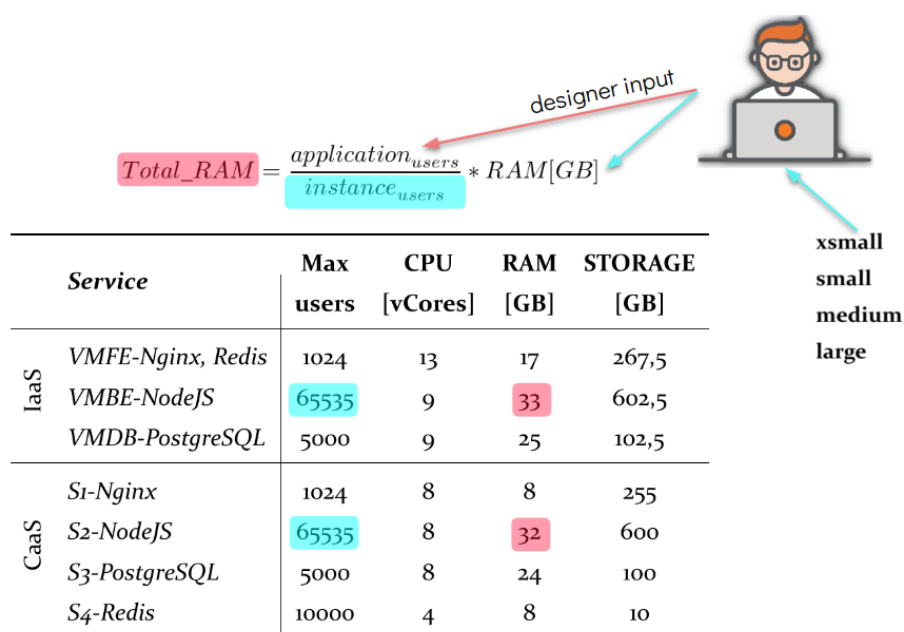 designer input
Total_RAM = application_users / instance_users * RAM[GB]
xsmall
small
medium
large
Service Max users CPU [vCores] RAM [GB] STORAGE [GB]
IaaS
VMFE-Nginx, Redis 1024 13 17 267,5
VMBE-NodeJS 65535 9 33 602,5
VMDB-PostgreSQL 5000 9 25 102,5
CaaS
S1-Nginx 1024 8 8 255
S2-NodeJS 65535 8 32 600
S3-PostgreSQL 5000 8 24 100
S4-Redis 10000 4 8 10